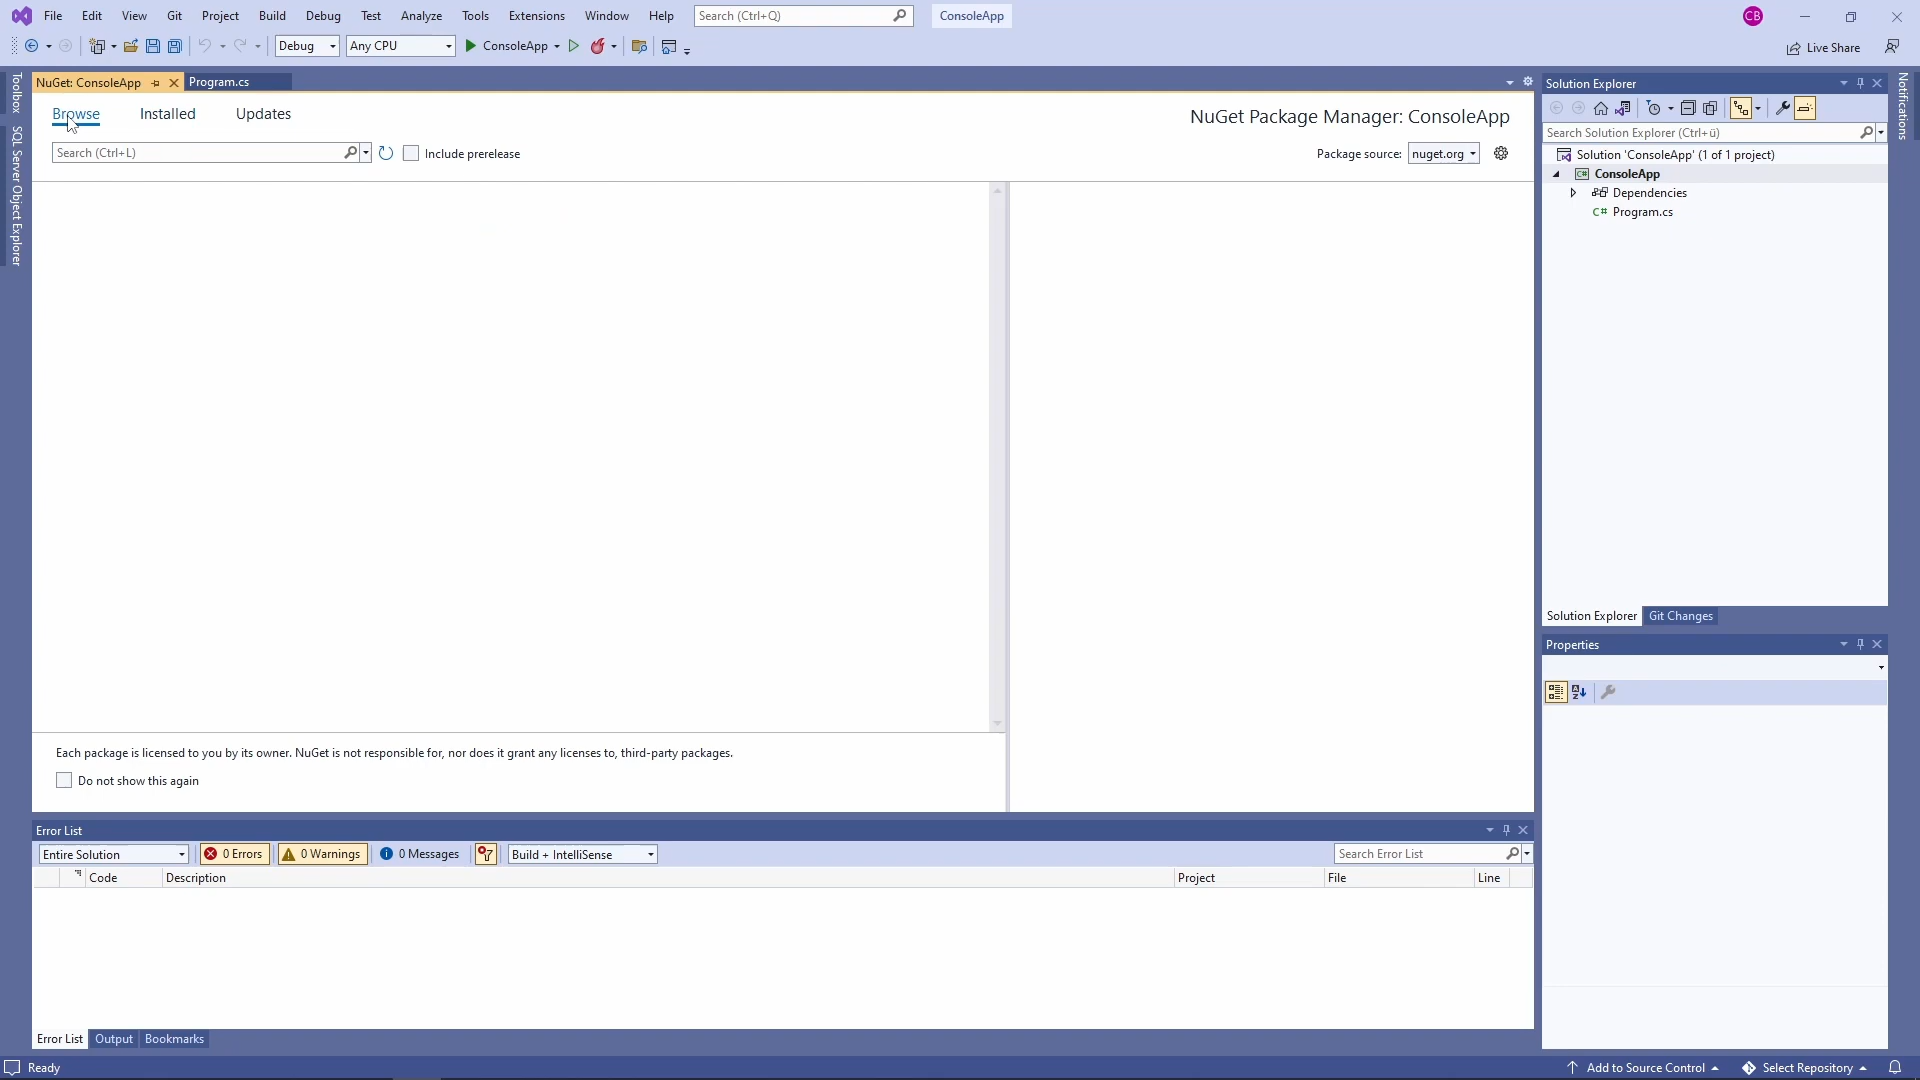 File Edit View Git Project Build Debug Test Analyze Tools Extensions Window Help Search (Ctrl+Q) ConsoleApp CB
Debug Any CPU ConsoleApp Live Share
NuGet: ConsoleApp Program.cs
Browse Installed Updates
NuGet Package Manager: ConsoleApp
Search (Ctrl+L) Include prerelease
Package source: nuget.org
Each package is licensed to you by its owner. NuGet is not responsible for, nor does it grant any licenses to, third-party packages.
Do not show this again
Toolbox
SQL Server Object Explorer
Solution Explorer
Search Solution Explorer (Ctrl+ü)
Solution 'ConsoleApp' (1 of 1 project)
C# ConsoleApp
Dependencies
C# Program.cs
Solution Explorer Git Changes
Properties
Notifications
Error List
Entire Solution 0 Errors 0 Warnings 0 Messages Build + IntelliSense Search Error List
Code Description Project File Line
Error List Output Bookmarks
Ready Add to Source Control Select Repository